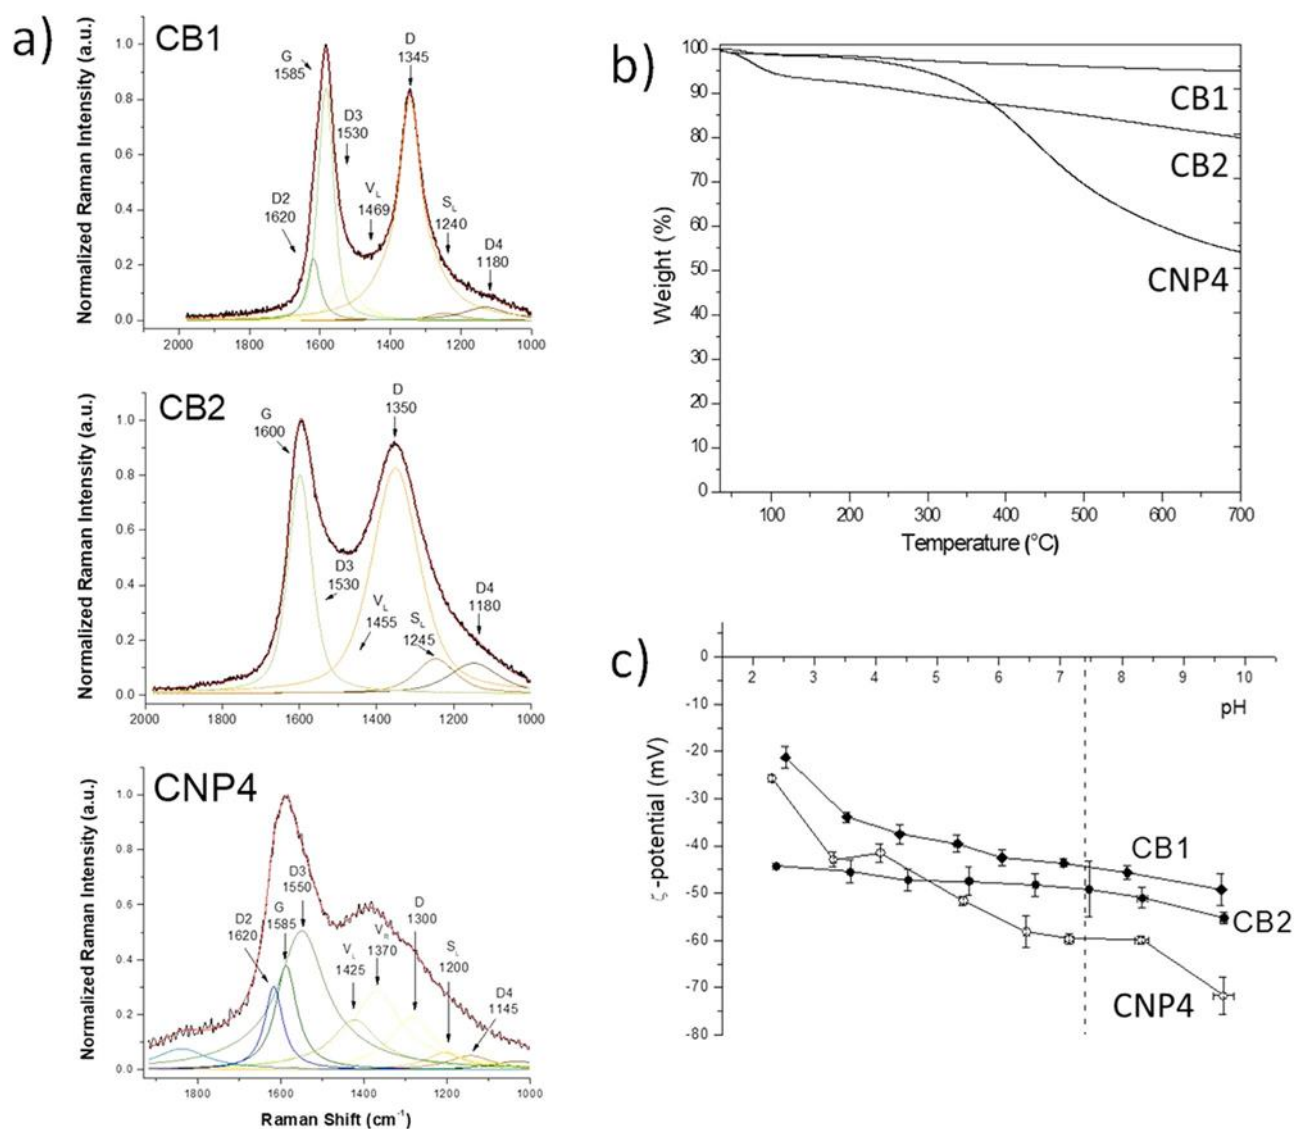 a)
CB1
Normalized Raman Intensity (a.u.)
1.0
0.8
0.6
0.4
0.2
0.0
G
1585
D
1345
D3
1530
D2
1620
V_L
1469
S_L
1240
D4
1180
2000 1800 1600 1400 1200 1000
CB2
Normalized Raman Intensity (a.u.)
1.0
0.8
0.6
0.4
0.2
0.0
G
1600
D
1350
D3
1530
V_L
1455
S_L
1245
D4
1180
2000 1800 1600 1400 1200 1000
CNP4
Normalized Raman Intensity (a.u.)
1.0
0.8
0.6
0.4
0.2
0.0
D2
1620
G
1585
D3
1550
V_L
1425
V_R
1370
D
1300
S_L
1200
D4
1145
1800 1600 1400 1200 1000
Raman Shift (cm⁻¹)
b)
Weight (%)
100
90
80
70
60
50
40
30
20
10
0
CB1
CB2
CNP4
100 200 300 400 500 600 700
Temperature (°C)
c)
ζ-potential (mV)
0
-10
-20
-30
-40
-50
-60
-70
-80
2 3 4 5 6 7 8 9 10
pH
CB1
CB2
CNP4